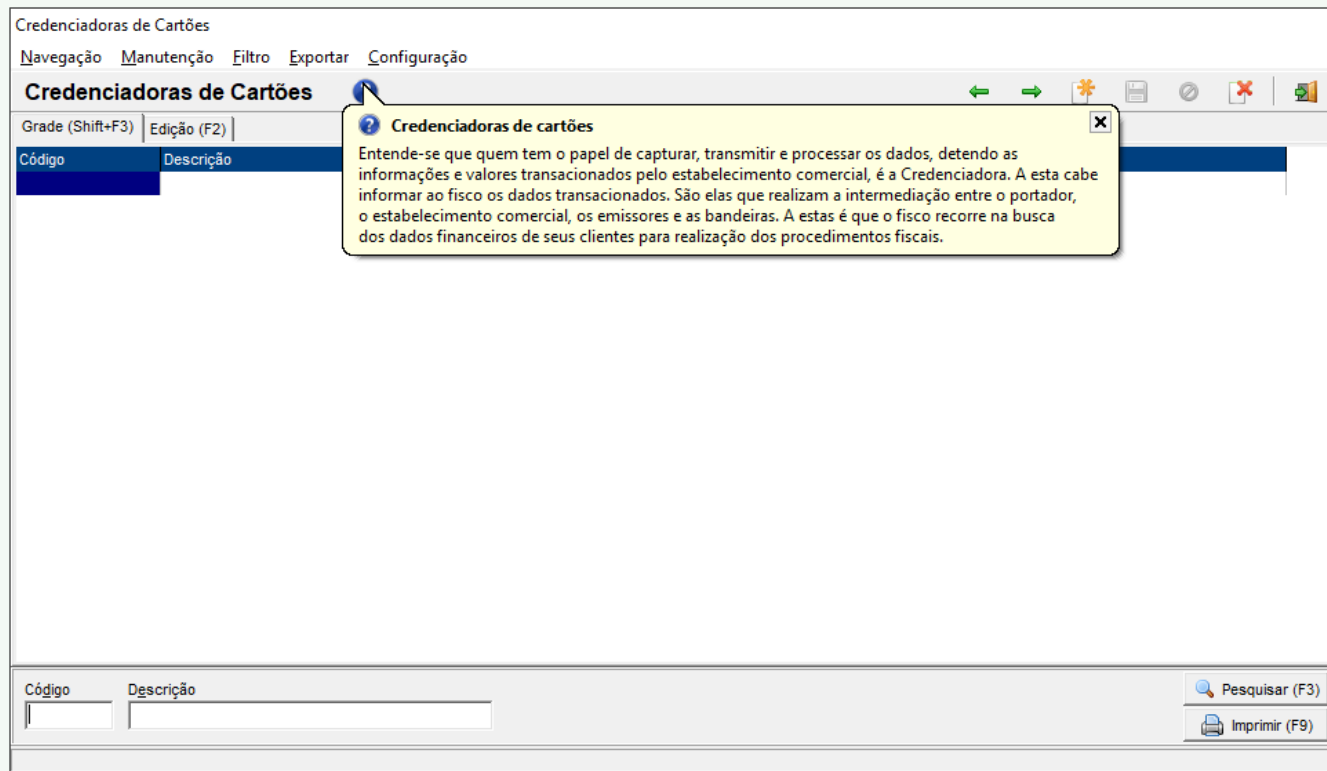 Credenciadoras de Cartões
Navegação Manutenção Filtro Exportar Configuração
Credenciadoras de Cartões
Grade (Shift+F3) Edição (F2)
Credenciadoras de cartões
Entende-se que quem tem o papel de capturar, transmitir e processar os dados, detendo as
informações e valores transacionados pelo estabelecimento comercial, é a Credenciadora. A esta cabe
informar ao fisco os dados transacionados. São elas que realizam a intermediação entre o portador,
o estabelecimento comercial, os emissores e as bandeiras. A estas é que o fisco recorre na busca
dos dados financeiros de seus clientes para realização dos procedimentos fiscais.
Código Descrição
Código Descrição
Pesquisar (F3)
Imprimir (F9)